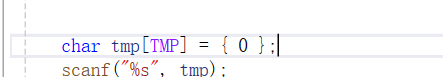 char tmp[TMP] = { 0 };
scanf("%s", tmp);